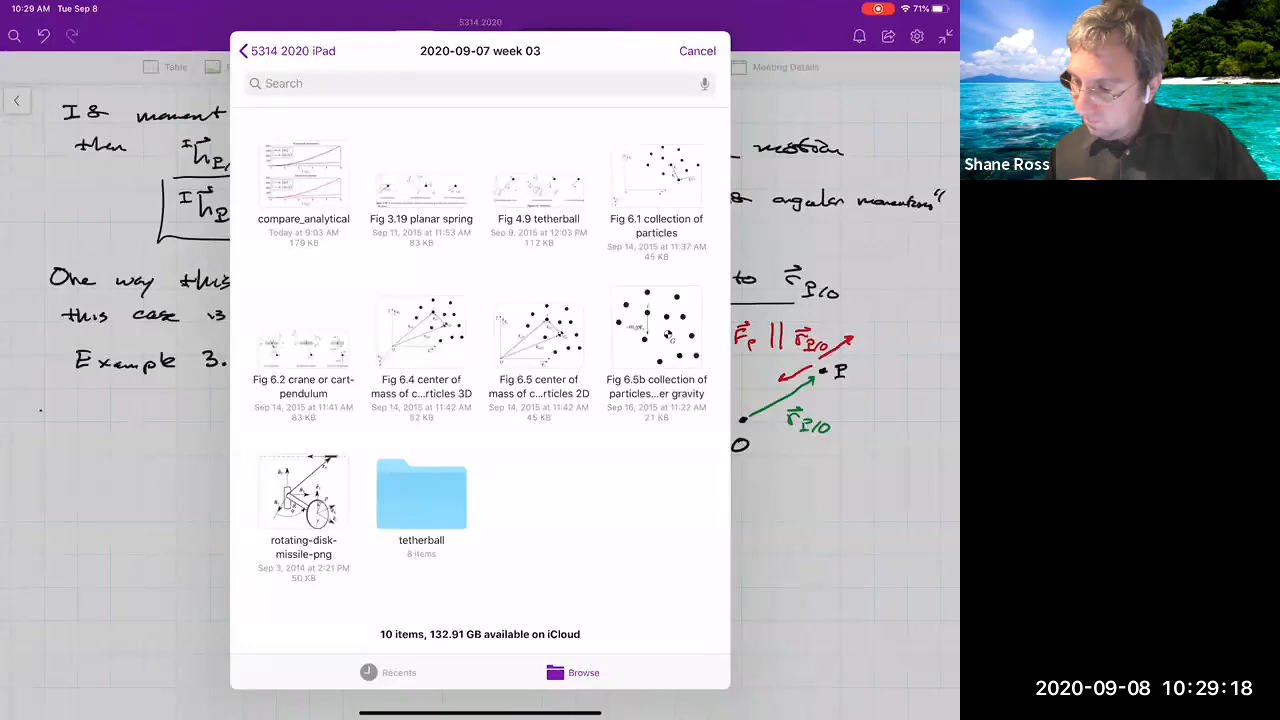 10:29 AM Tue Sep 8
71%
5314 2020
Table
Meeting Details
5314 2020 iPad
2020-09-07 week 03
Cancel
Search
compare_analytical
Today at 9:03 AM
179 KB
Fig 3.19 planar spring
Sep 11, 2015 at 11:53 AM
83 KB
Fig 4.9 tetherball
Sep 9, 2015 at 12:03 PM
112 KB
Fig 6.1 collection of
particles
Sep 14, 2015 at 11:37 AM
45 KB
Fig 6.2 crane or cart-
pendulum
Sep 14, 2015 at 11:41 AM
83 KB
Fig 6.4 center of
mass of c...rticles 3D
Sep 14, 2015 at 11:42 AM
52 KB
Fig 6.5 center of
mass of c...rticles 2D
Sep 14, 2015 at 11:42 AM
45 KB
Fig 6.5b collection of
particles...er gravity
Sep 16, 2015 at 11:22 AM
21 KB
rotating-disk-
missile-png
Sep 3, 2014 at 2:21 PM
50 KB
tetherball
8 items
10 items, 132.91 GB available on iCloud
Recents
Browse
If moment
then
motion
of angular momentum"
One way this
to r⃗P/O
this case is
Example 3.
F⃗P || r⃗P/O
P
r⃗P/O
O
Shane Ross
2020-09-08 10:29:18